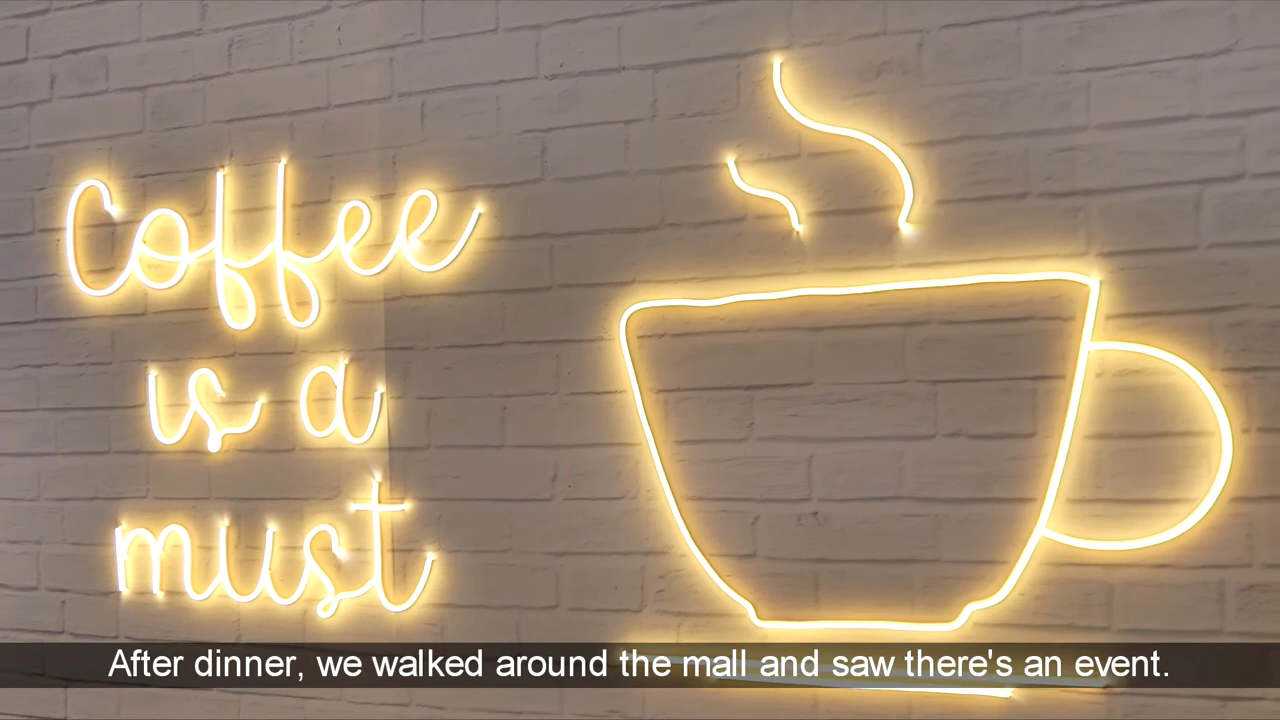 Coffee
is a
must
After dinner, we walked around the mall and saw there's an event.